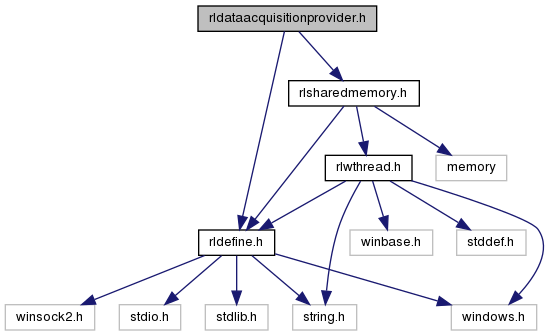 rldataacquisitionprovider.h
rlsharedmemory.h
rlwthread.h
memory
rldefine.h
winbase.h
stddef.h
winsock2.h
stdio.h
stdlib.h
string.h
windows.h